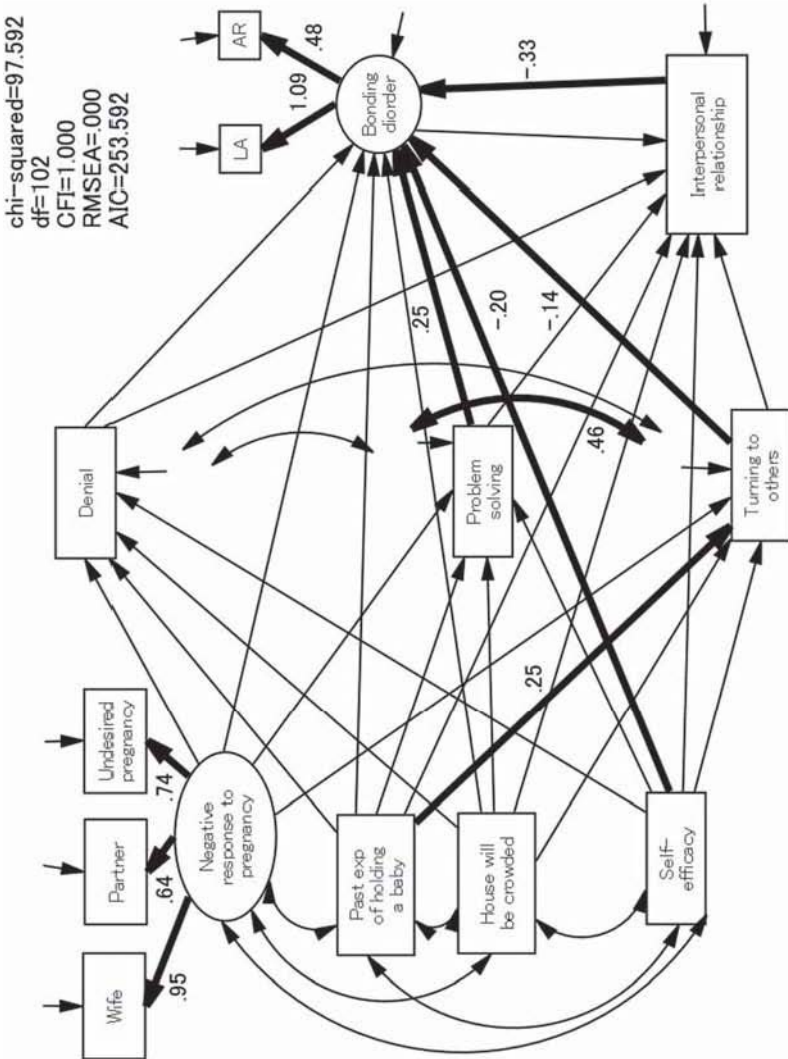 chi-squared=97.592
df=102
CFI=1.000
RMSEA=.000
AIC=253.592
Wife
Partner
Undesired
pregnancy
.95
.64
.74
Negative
response to
pregnancy
Past exp
of holding
a baby
House will
be crowded
Self-
efficacy
Denial
Problem
solving
Turning to
others
.25
.46
.25
-.20
-.14
LA
AR
1.09
.48
Bonding
diorder
-.33
Interpersonal
relationship